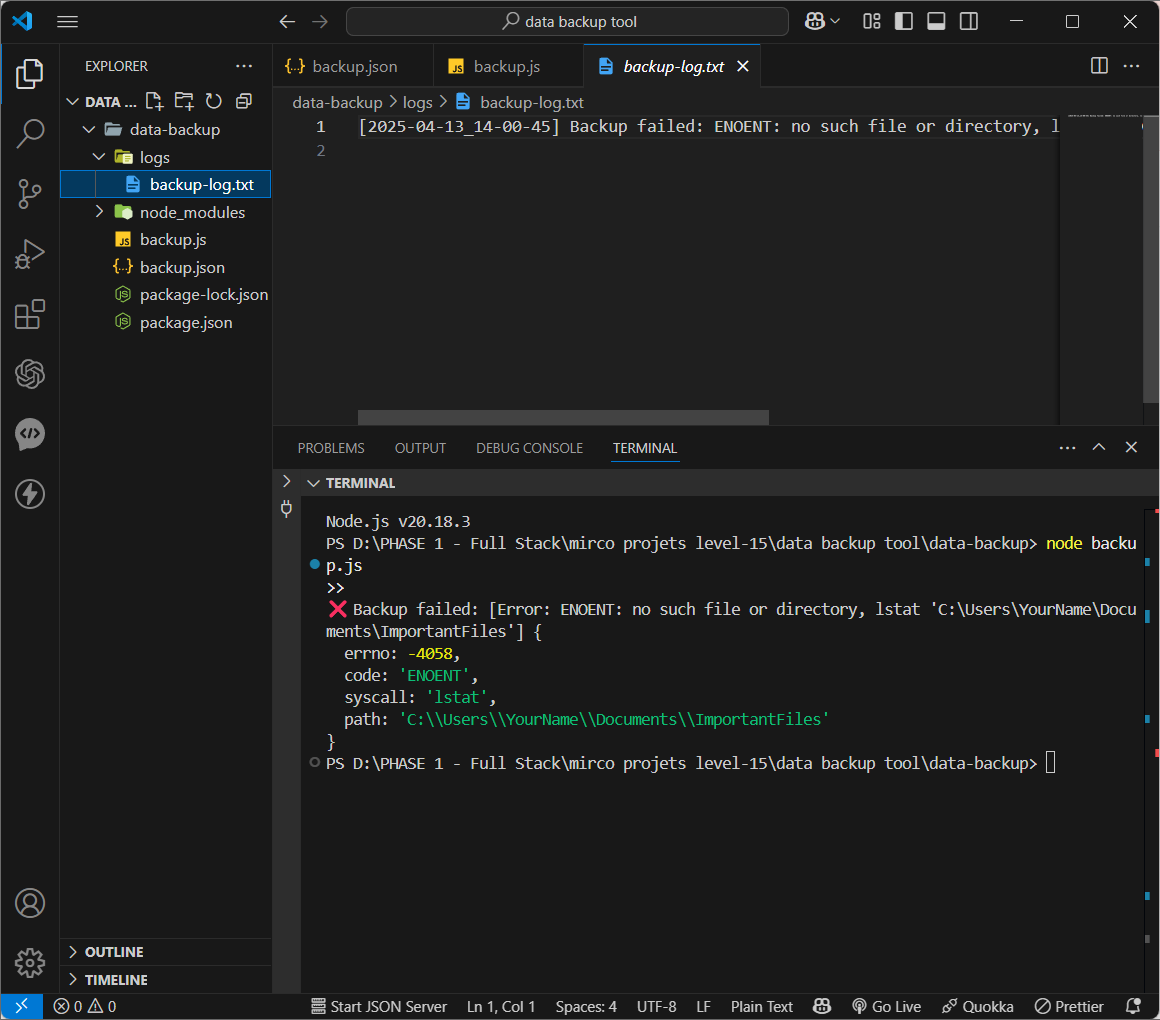 data backup tool
EXPLORER
DATA ...
data-backup
logs
backup-log.txt
node_modules
backup.js
backup.json
package-lock.json
package.json
OUTLINE
TIMELINE
{..} backup.json
JS backup.js
backup-log.txt
data-backup > logs > backup-log.txt
1 [2025-04-13_14-00-45] Backup failed: ENOENT: no such file or directory, l
2
PROBLEMS OUTPUT DEBUG CONSOLE TERMINAL
TERMINAL
Node.js v20.18.3
PS D:\PHASE 1 - Full Stack\mirco projets level-15\data backup tool\data-backup> node backu
p.js
>>
❌ Backup failed: [Error: ENOENT: no such file or directory, lstat 'C:\Users\YourName\Docu
ments\ImportantFiles'] {
errno: -4058,
code: 'ENOENT',
syscall: 'lstat',
path: 'C:\\Users\\YourName\\Documents\\ImportantFiles'
}
PS D:\PHASE 1 - Full Stack\mirco projets level-15\data backup tool\data-backup>
0 0 Start JSON Server Ln 1, Col 1 Spaces: 4 UTF-8 LF Plain Text Go Live Quokka Prettier